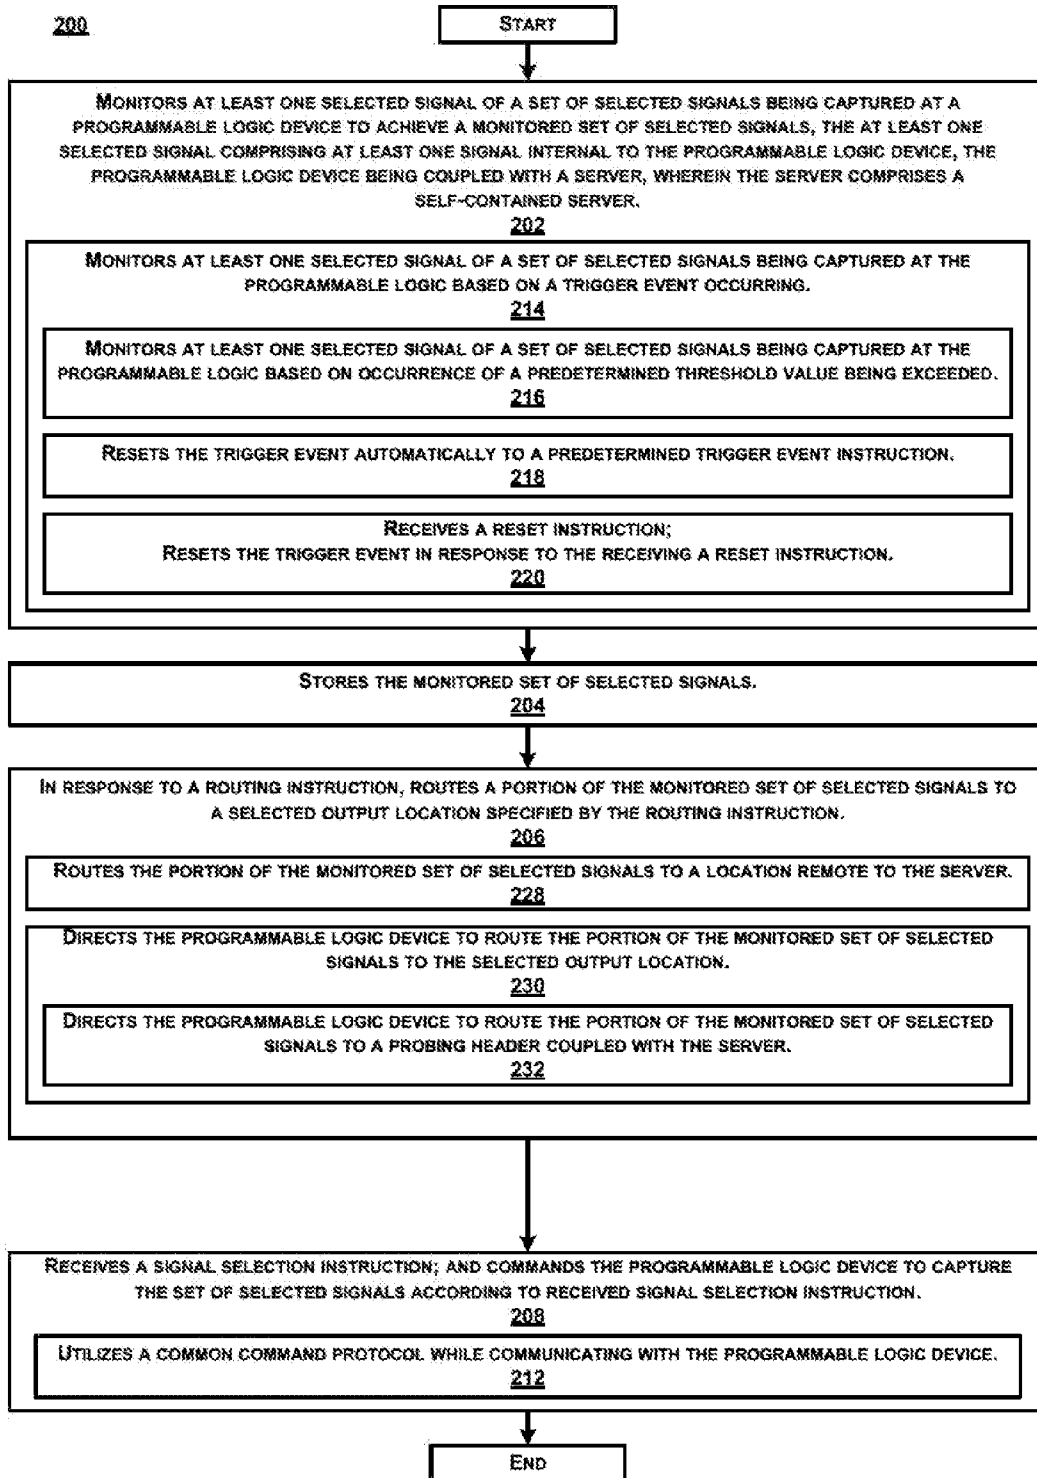 200
START
MONITORS AT LEAST ONE SELECTED SIGNAL OF A SET OF SELECTED SIGNALS BEING CAPTURED AT A
PROGRAMMABLE LOGIC DEVICE TO ACHIEVE A MONITORED SET OF SELECTED SIGNALS, THE AT LEAST ONE
SELECTED SIGNAL COMPRISING AT LEAST ONE SIGNAL INTERNAL TO THE PROGRAMMABLE LOGIC DEVICE, THE
PROGRAMMABLE LOGIC DEVICE BEING COUPLED WITH A SERVER, WHEREIN THE SERVER COMPRISES A
SELF-CONTAINED SERVER.
202
MONITORS AT LEAST ONE SELECTED SIGNAL OF A SET OF SELECTED SIGNALS BEING CAPTURED AT THE
PROGRAMMABLE LOGIC BASED ON A TRIGGER EVENT OCCURRING.
214
MONITORS AT LEAST ONE SELECTED SIGNAL OF A SET OF SELECTED SIGNALS BEING CAPTURED AT THE
PROGRAMMABLE LOGIC BASED ON OCCURRENCE OF A PREDETERMINED THRESHOLD VALUE BEING EXCEEDED.
216
RESETS THE TRIGGER EVENT AUTOMATICALLY TO A PREDETERMINED TRIGGER EVENT INSTRUCTION.
218
RECEIVES A RESET INSTRUCTION;
RESETS THE TRIGGER EVENT IN RESPONSE TO THE RECEIVING A RESET INSTRUCTION.
220
STORES THE MONITORED SET OF SELECTED SIGNALS.
204
IN RESPONSE TO A ROUTING INSTRUCTION, ROUTES A PORTION OF THE MONITORED SET OF SELECTED SIGNALS TO
A SELECTED OUTPUT LOCATION SPECIFIED BY THE ROUTING INSTRUCTION.
206
ROUTES THE PORTION OF THE MONITORED SET OF SELECTED SIGNALS TO A LOCATION REMOTE TO THE SERVER.
228
DIRECTS THE PROGRAMMABLE LOGIC DEVICE TO ROUTE THE PORTION OF THE MONITORED SET OF SELECTED
SIGNALS TO THE SELECTED OUTPUT LOCATION.
230
DIRECTS THE PROGRAMMABLE LOGIC DEVICE TO ROUTE THE PORTION OF THE MONITORED SET OF SELECTED
SIGNALS TO A PROBING HEADER COUPLED WITH THE SERVER.
232
RECEIVES A SIGNAL SELECTION INSTRUCTION; AND COMMANDS THE PROGRAMMABLE LOGIC DEVICE TO CAPTURE
THE SET OF SELECTED SIGNALS ACCORDING TO RECEIVED SIGNAL SELECTION INSTRUCTION.
208
UTILIZES A COMMON COMMAND PROTOCOL WHILE COMMUNICATING WITH THE PROGRAMMABLE LOGIC DEVICE.
212
END